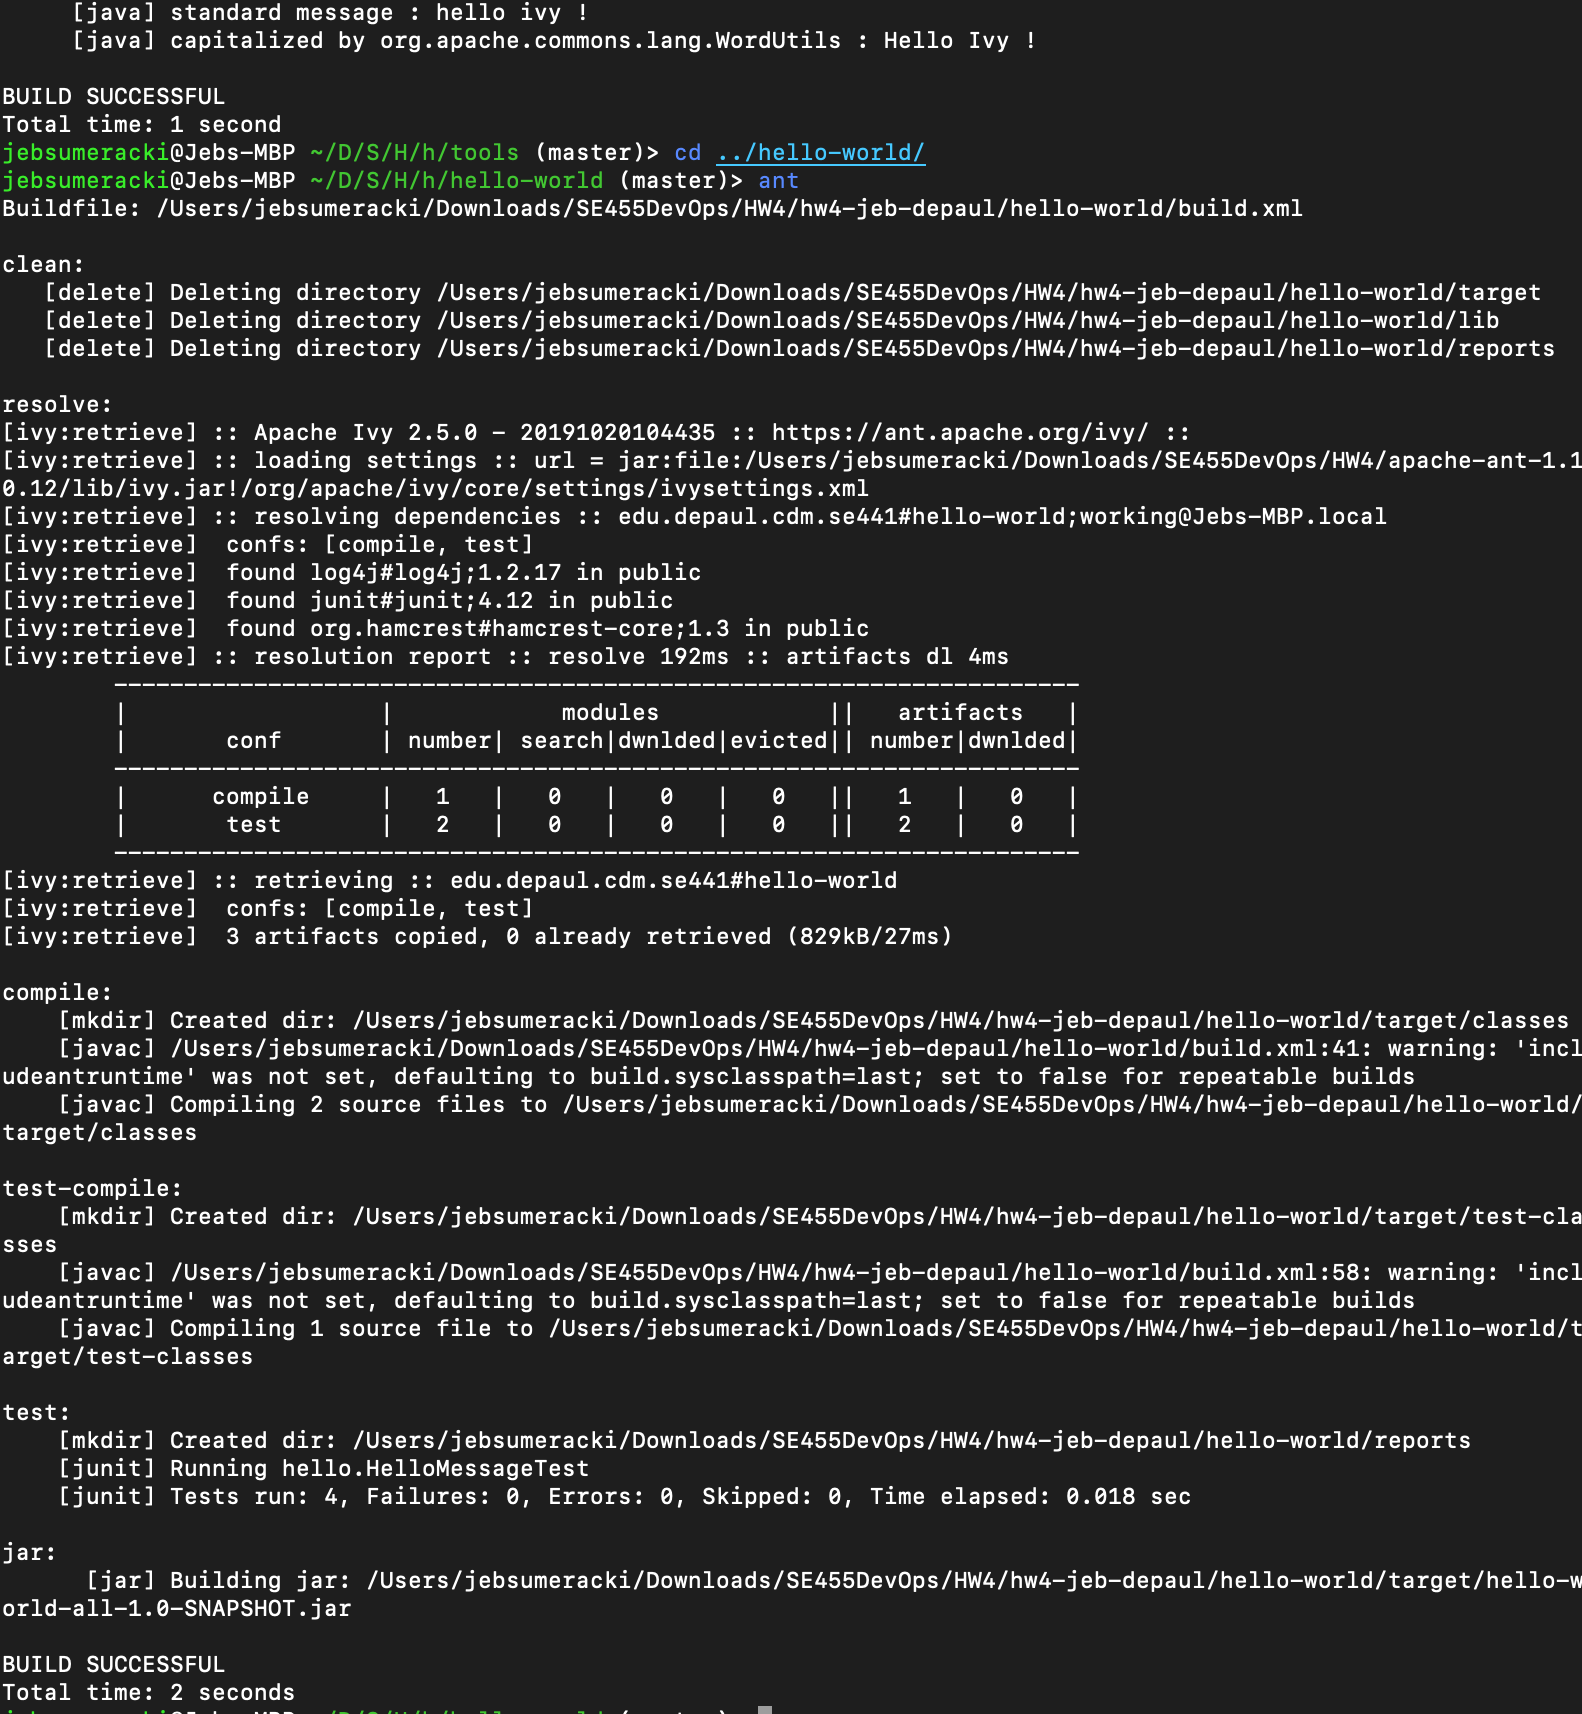 [java] standard message : hello ivy !
[java] capitalized by org.apache.commons.lang.WordUtils : Hello Ivy !
BUILD SUCCESSFUL
Total time: 1 second
jebsumeracki@Jebs-MBP ~/D/S/H/h/tools (master)> cd ../hello-world/
jebsumeracki@Jebs-MBP ~/D/S/H/h/hello-world (master)> ant
Buildfile: /Users/jebsumeracki/Downloads/SE455DevOps/HW4/hw4-jeb-depaul/hello-world/build.xml
clean:
[delete] Deleting directory /Users/jebsumeracki/Downloads/SE455DevOps/HW4/hw4-jeb-depaul/hello-world/target
[delete] Deleting directory /Users/jebsumeracki/Downloads/SE455DevOps/HW4/hw4-jeb-depaul/hello-world/lib
[delete] Deleting directory /Users/jebsumeracki/Downloads/SE455DevOps/HW4/hw4-jeb-depaul/hello-world/reports
resolve:
[ivy:retrieve] :: Apache Ivy 2.5.0 - 20191020104435 :: https://ant.apache.org/ivy/ ::
[ivy:retrieve] :: loading settings :: url = jar:file:/Users/jebsumeracki/Downloads/SE455DevOps/HW4/apache-ant-1.1
0.12/lib/ivy.jar!/org/apache/ivy/core/settings/ivysettings.xml
[ivy:retrieve] :: resolving dependencies :: edu.depaul.cdm.se441#hello-world;working@Jebs-MBP.local
[ivy:retrieve]  confs: [compile, test]
[ivy:retrieve]  found log4j#log4j;1.2.17 in public
[ivy:retrieve]  found junit#junit;4.12 in public
[ivy:retrieve]  found org.hamcrest#hamcrest-core;1.3 in public
[ivy:retrieve] :: resolution report :: resolve 192ms :: artifacts dl 4ms
---------------------------------------------------------------------
|                  |            modules            ||   artifacts   |
|       conf       | number| search|dwnlded|evicted|| number|dwnlded|
---------------------------------------------------------------------
|      compile     |   1   |   0   |   0   |   0   ||   1   |   0   |
|       test       |   2   |   0   |   0   |   0   ||   2   |   0   |
---------------------------------------------------------------------
[ivy:retrieve] :: retrieving :: edu.depaul.cdm.se441#hello-world
[ivy:retrieve]  confs: [compile, test]
[ivy:retrieve]  3 artifacts copied, 0 already retrieved (829kB/27ms)
compile:
[mkdir] Created dir: /Users/jebsumeracki/Downloads/SE455DevOps/HW4/hw4-jeb-depaul/hello-world/target/classes
[javac] /Users/jebsumeracki/Downloads/SE455DevOps/HW4/hw4-jeb-depaul/hello-world/build.xml:41: warning: 'incl
udeantruntime' was not set, defaulting to build.sysclasspath=last; set to false for repeatable builds
[javac] Compiling 2 source files to /Users/jebsumeracki/Downloads/SE455DevOps/HW4/hw4-jeb-depaul/hello-world/
target/classes
test-compile:
[mkdir] Created dir: /Users/jebsumeracki/Downloads/SE455DevOps/HW4/hw4-jeb-depaul/hello-world/target/test-cla
sses
[javac] /Users/jebsumeracki/Downloads/SE455DevOps/HW4/hw4-jeb-depaul/hello-world/build.xml:58: warning: 'incl
udeantruntime' was not set, defaulting to build.sysclasspath=last; set to false for repeatable builds
[javac] Compiling 1 source file to /Users/jebsumeracki/Downloads/SE455DevOps/HW4/hw4-jeb-depaul/hello-world/t
arget/test-classes
test:
[mkdir] Created dir: /Users/jebsumeracki/Downloads/SE455DevOps/HW4/hw4-jeb-depaul/hello-world/reports
[junit] Running hello.HelloMessageTest
[junit] Tests run: 4, Failures: 0, Errors: 0, Skipped: 0, Time elapsed: 0.018 sec
jar:
[jar] Building jar: /Users/jebsumeracki/Downloads/SE455DevOps/HW4/hw4-jeb-depaul/hello-world/target/hello-w
orld-all-1.0-SNAPSHOT.jar
BUILD SUCCESSFUL
Total time: 2 seconds